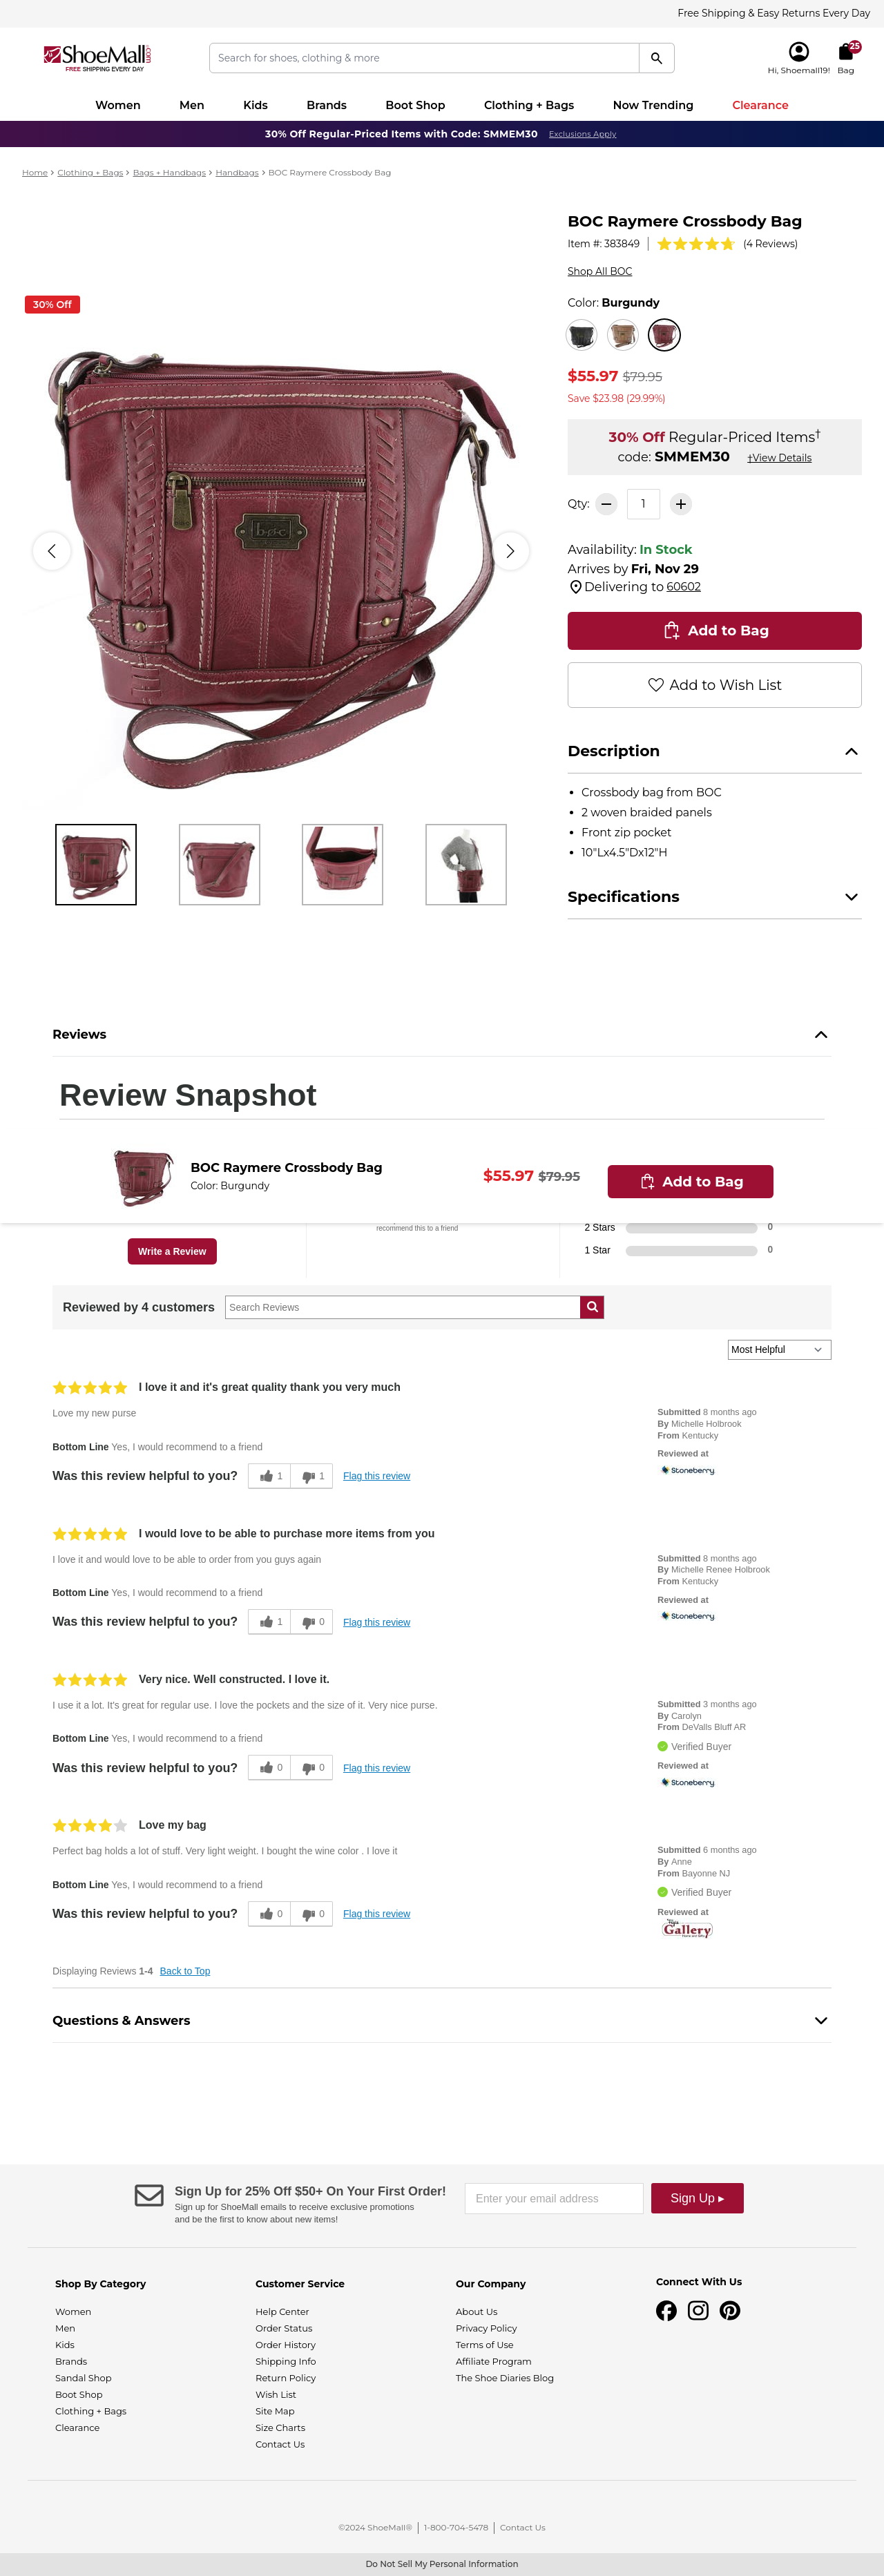 Free Shipping & Easy Returns Every Day
ShoeMall.com
FREE SHIPPING EVERY DAY
Search for shoes, clothing & more
Hi, Shoemall19!
25
Bag
Women Men Kids Brands Boot Shop Clothing + Bags Now Trending Clearance
30% Off Regular-Priced Items with Code: SMMEM30 Exclusions Apply
Home > Clothing + Bags > Bags + Handbags > Handbags > BOC Raymere Crossbody Bag
30% Off
b.o.c
BOC Raymere Crossbody Bag
Item #: 383849 (4 Reviews)
Shop All BOC
Color: Burgundy
$55.97 $79.95
Save $23.98 (29.99%)
30% Off Regular-Priced Items†
code: SMMEM30 †View Details
Qty: 1
Availability: In Stock
Arrives by Fri, Nov 29
Delivering to 60602
Add to Bag
Add to Wish List
Description
• Crossbody bag from BOC
• 2 woven braided panels
• Front zip pocket
• 10"Lx4.5"Dx12"H
Specifications
Reviews
Review Snapshot
BOC Raymere Crossbody Bag
Color: Burgundy
$55.97 $79.95
Add to Bag
recommend this to a friend
2 Stars 0
1 Star 0
Write a Review
Reviewed by 4 customers
Search Reviews
Most Helpful
I love it and it's great quality thank you very much
Love my new purse
Bottom Line Yes, I would recommend to a friend
Was this review helpful to you? 1 1 Flag this review
Submitted 8 months ago
By Michelle Holbrook
From Kentucky
Reviewed at
Stoneberry
I would love to be able to purchase more items from you
I love it and would love to be able to order from you guys again
Bottom Line Yes, I would recommend to a friend
Was this review helpful to you? 1 0 Flag this review
Submitted 8 months ago
By Michelle Renee Holbrook
From Kentucky
Reviewed at
Stoneberry
Very nice. Well constructed. I love it.
I use it a lot. It's great for regular use. I love the pockets and the size of it. Very nice purse.
Bottom Line Yes, I would recommend to a friend
Was this review helpful to you? 0 0 Flag this review
Submitted 3 months ago
By Carolyn
From DeValls Bluff AR
Verified Buyer
Reviewed at
Stoneberry
Love my bag
Perfect bag holds a lot of stuff. Very light weight. I bought the wine color . I love it
Bottom Line Yes, I would recommend to a friend
Was this review helpful to you? 0 0 Flag this review
Submitted 6 months ago
By Anne
From Bayonne NJ
Verified Buyer
Reviewed at
Gallery
Displaying Reviews 1-4 Back to Top
Questions & Answers
Sign Up for 25% Off $50+ On Your First Order!
Sign up for ShoeMall emails to receive exclusive promotions
and be the first to know about new items!
Enter your email address
Sign Up ▸
Shop By Category
Women
Men
Kids
Brands
Sandal Shop
Boot Shop
Clothing + Bags
Clearance
Customer Service
Help Center
Order Status
Order History
Shipping Info
Return Policy
Wish List
Site Map
Size Charts
Contact Us
Our Company
About Us
Privacy Policy
Terms of Use
Affiliate Program
The Shoe Diaries Blog
Connect With Us
©2024 ShoeMall® | 1-800-704-5478 | Contact Us
Do Not Sell My Personal Information